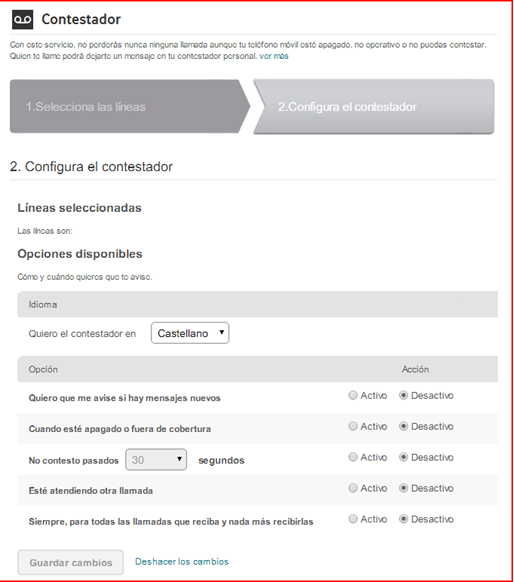 Contestador
Con este servicio, no perderás nunca ninguna llamada aunque tu teléfono móvil esté apagado, no operativo o no puedas contestar.
Quien te llame podrá dejarte un mensaje en tu contestador personal. ver más
1.Selecciona las líneas
2.Configura el contestador
2. Configura el contestador
Líneas seleccionadas
Las líneas son:
Opciones disponibles
Cómo y cuándo quieres que te avise.
Idioma
Quiero el contestador en Castellano
Opción Acción
Quiero que me avise si hay mensajes nuevos Activo Desactivo
Cuando esté apagado o fuera de cobertura Activo Desactivo
No contesto pasados 30 segundos Activo Desactivo
Esté atendiendo otra llamada Activo Desactivo
Siempre, para todas las llamadas que reciba y nada más recibirlas Activo Desactivo
Guardar cambios Deshacer los cambios